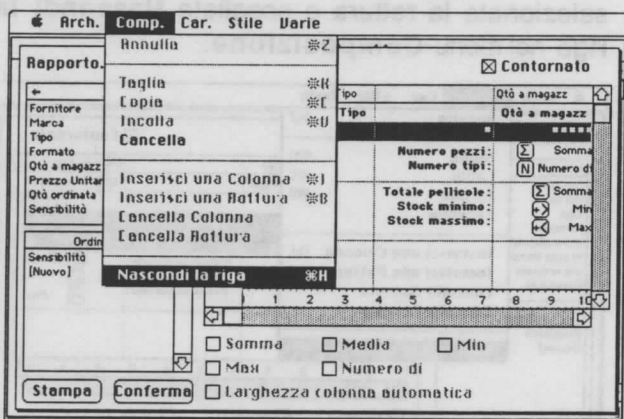 Arch. Comp. Car. Stile Varie
Annulla ⌘Z
Taglia ⌘X
Copia ⌘C
Incolla ⌘V
Cancella
Inserisci una Colonna ⌘I
Inserisci una Rottura ⌘B
Cancella Colonna
Cancella Rottura
Nascondi la riga ⌘H
Rapporto.
Fornitore
Marca
Tipo
Formato
Qtà a magazz
Prezzo Unitar
Qtà ordinata
Sensibilità
Ordin
Sensibilità
[Nuovo]
Stampa Conferma
Contornato
ipo Qtà a magazz
Tipo Qtà a magazz
Numero pezzi: Σ Somma
Numero tipi: N Numero di
Totale pellicole: Σ Somma
Stock minimo: Min
Stock massimo: Max
1 2 3 4 5 6 7 8 9 10
Somma Media Min
Max Numero di
Larghezza colonna automatica